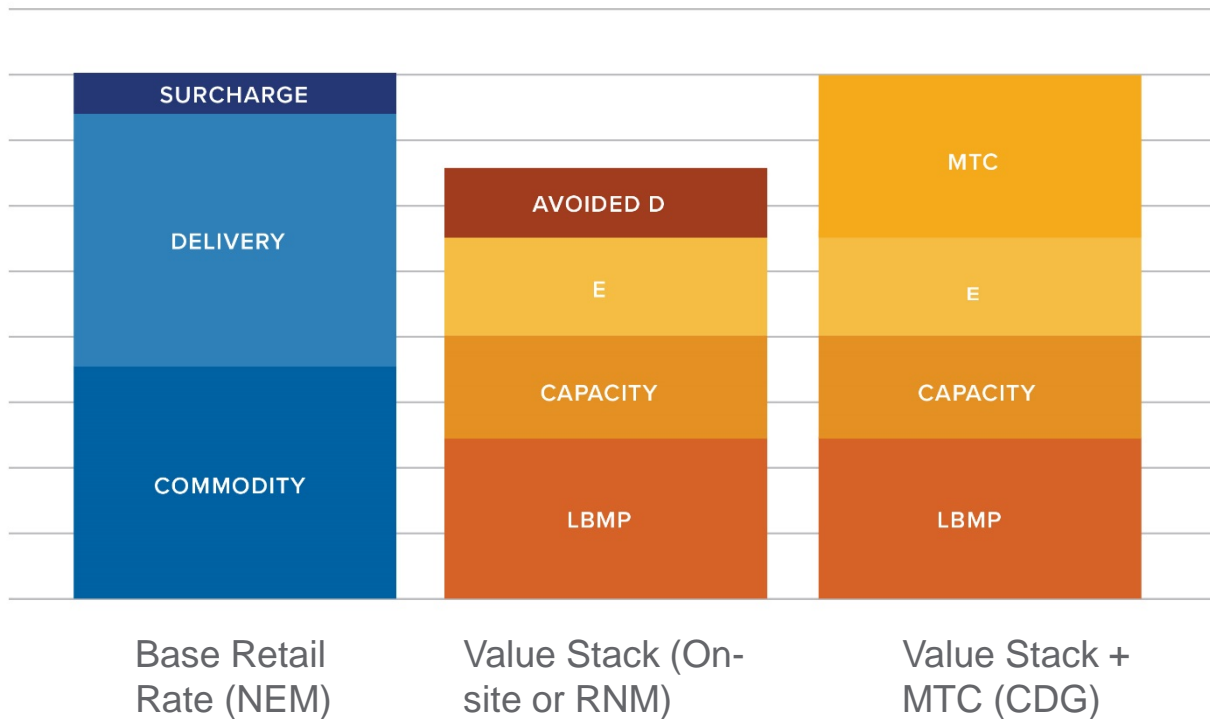 SURCHARGE
DELIVERY
COMMODITY
AVOIDED D
E
CAPACITY
LBMP
MTC
E
CAPACITY
LBMP
Base Retail
Rate (NEM)
Value Stack (On-
site or RNM)
Value Stack +
MTC (CDG)